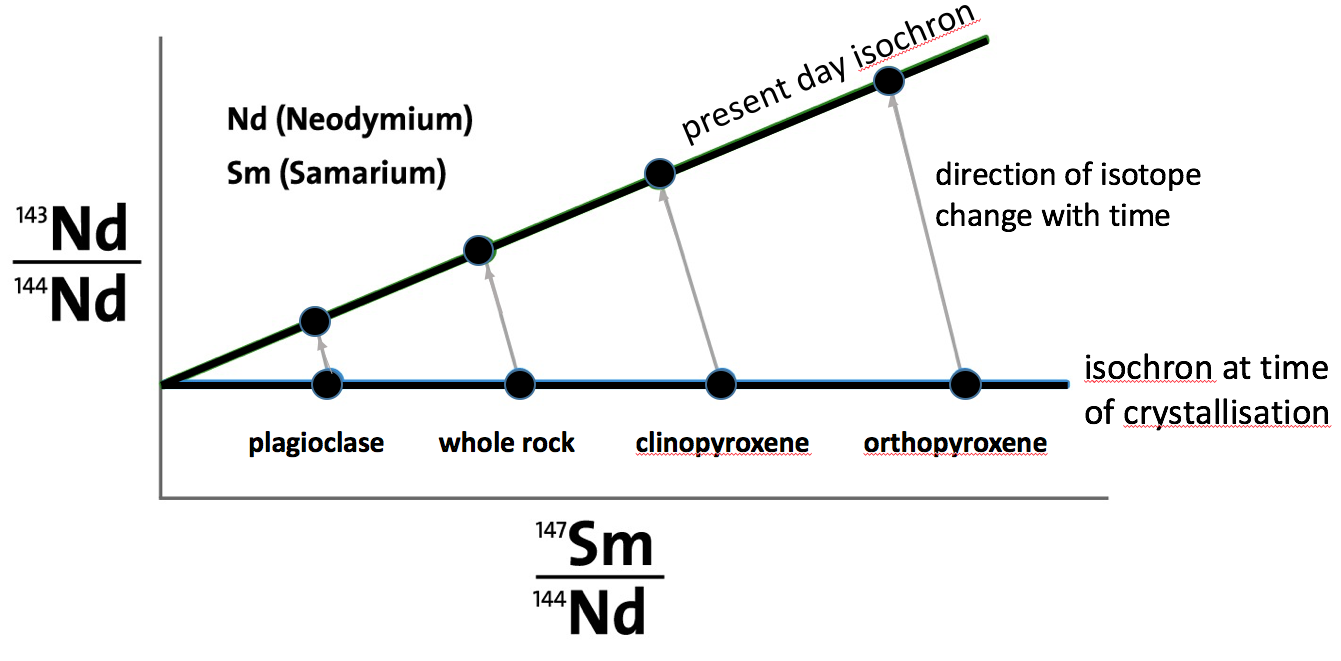 present day isochron
Nd (Neodymium)
Sm (Samarium)
143Nd
144Nd
direction of isotope
change with time
isochron at time
of crystallisation
plagioclase
whole rock
clinopyroxene
orthopyroxene
147Sm
144Nd